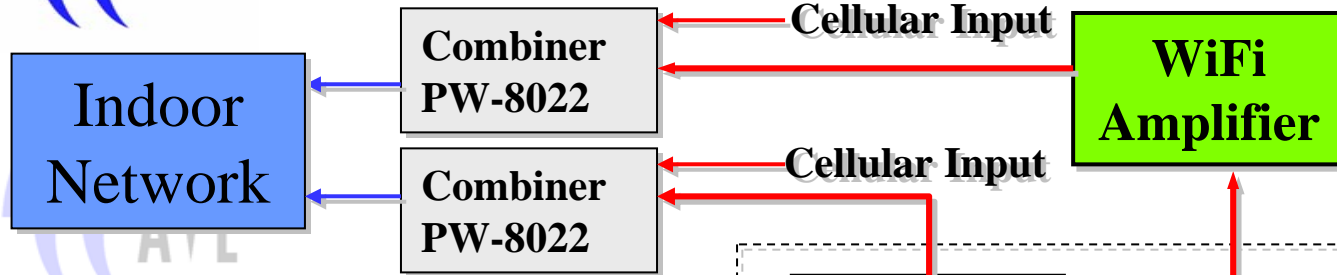 Cellular Input
Combiner
PW-8022
WiFi
Amplifier
Indoor
Network
Cellular Input
Combiner
PW-8022